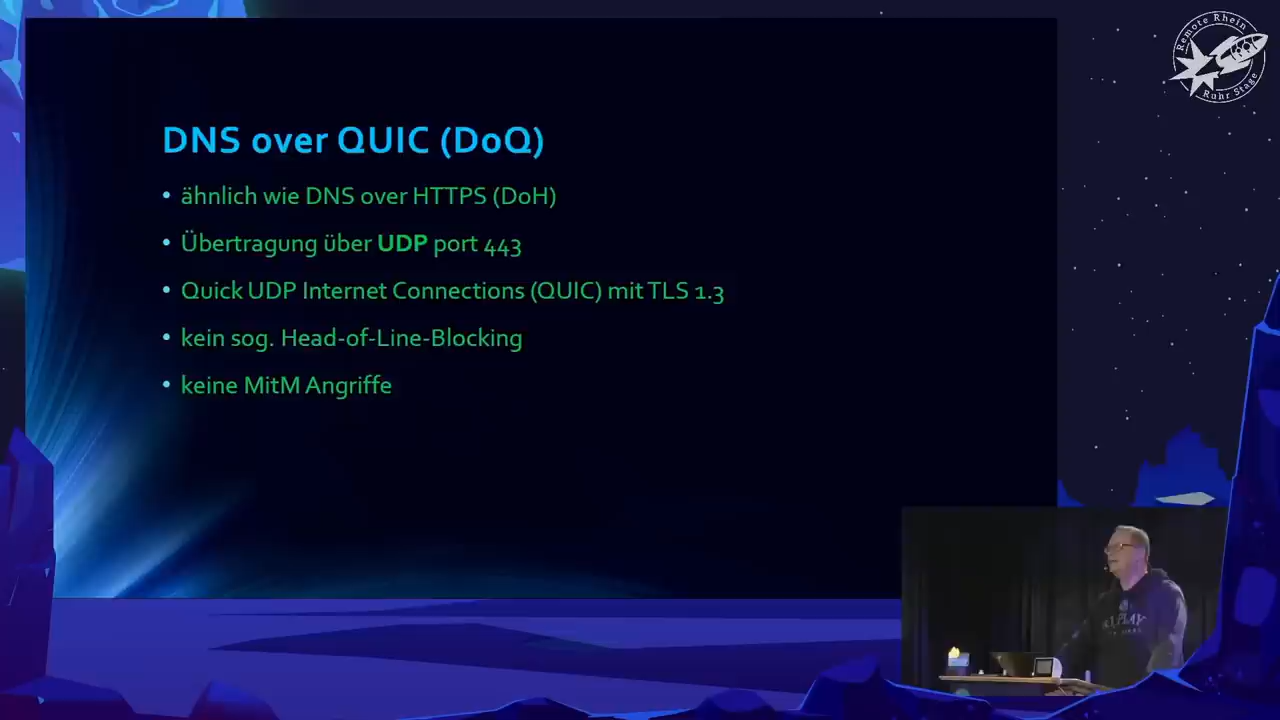 Remote Rhein
Ruhr Stage
DNS over QUIC (DoQ)
• ähnlich wie DNS over HTTPS (DoH)
• Übertragung über UDP port 443
• Quick UDP Internet Connections (QUIC) mit TLS 1.3
• kein sog. Head-of-Line-Blocking
• keine MitM Angriffe